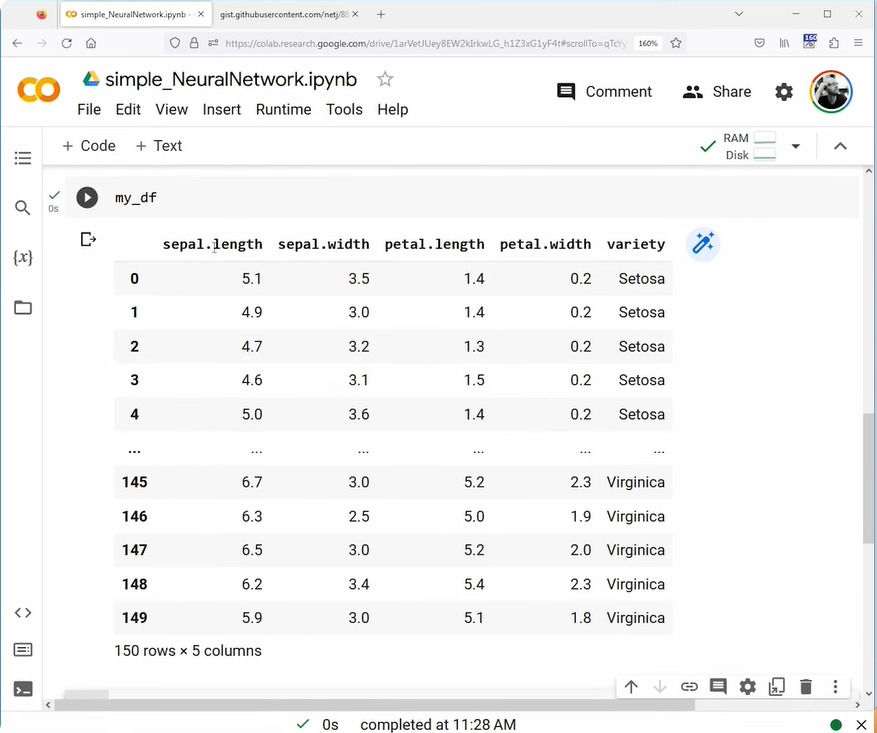 simple_NeuralNetwork.ipynb -
gist.githubusercontent.com/netj/88
https://colab.research.google.com/drive/1arVetJUey8EW2kIrkwLG_h1Z3xG1yF4t#scrollTo=
160%
160
simple_NeuralNetwork.ipynb
Comment
Share
File Edit View Insert Runtime Tools Help
+ Code + Text
RAM
Disk
0s
my_df
{x}
sepal.length sepal.width petal.length petal.width variety
0 5.1 3.5 1.4 0.2 Setosa
1 4.9 3.0 1.4 0.2 Setosa
2 4.7 3.2 1.3 0.2 Setosa
3 4.6 3.1 1.5 0.2 Setosa
4 5.0 3.6 1.4 0.2 Setosa
... ... ... ... ... ...
145 6.7 3.0 5.2 2.3 Virginica
146 6.3 2.5 5.0 1.9 Virginica
147 6.5 3.0 5.2 2.0 Virginica
148 6.2 3.4 5.4 2.3 Virginica
149 5.9 3.0 5.1 1.8 Virginica
150 rows × 5 columns
0s completed at 11:28 AM